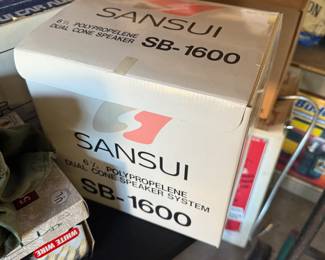 SANSUI
6½ POLYPROPELENE
DUAL CONE SPEAKER
SB-1600
SANSUI
6½ POLYPROPELENE
DUAL CONE SPEAKER SYSTEM
SB-1600
WHITE WIRE